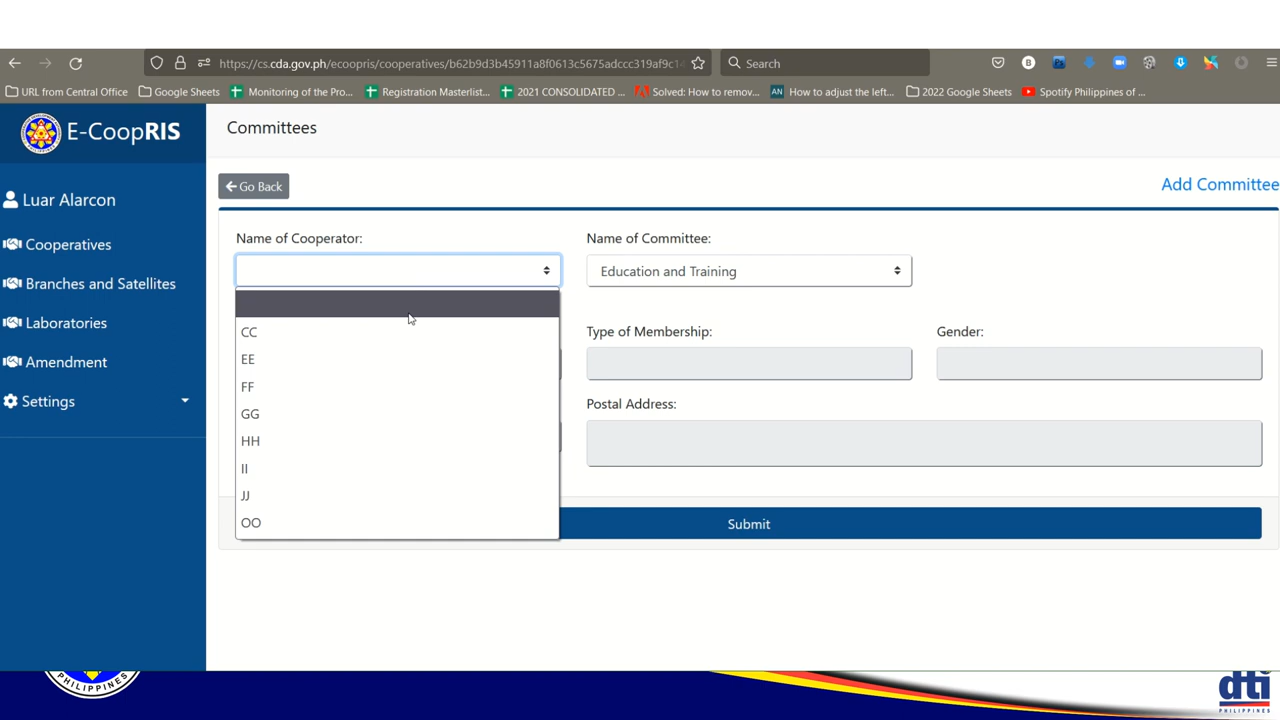 https://cs.cda.gov.ph/ecoopris/cooperatives/b62b9d3b45911a8f0613c5675adccc319af9c1
Search
URL from Central Office
Google Sheets
Monitoring of the Pro...
Registration Masterlist...
2021 CONSOLIDATED ...
Solved: How to remov...
AN
How to adjust the left...
2022 Google Sheets
Spotify Philippines of ...
E-CoopRIS
Committees
Luar Alarcon
Cooperatives
Branches and Satellites
Laboratories
Amendment
Settings
Go Back
Add Committee
Name of Cooperator:
Name of Committee:
Education and Training
CC
EE
FF
GG
HH
II
JJ
OO
Type of Membership:
Gender:
Postal Address:
Submit
PHILIPPINES
dti
PHILIPPINES